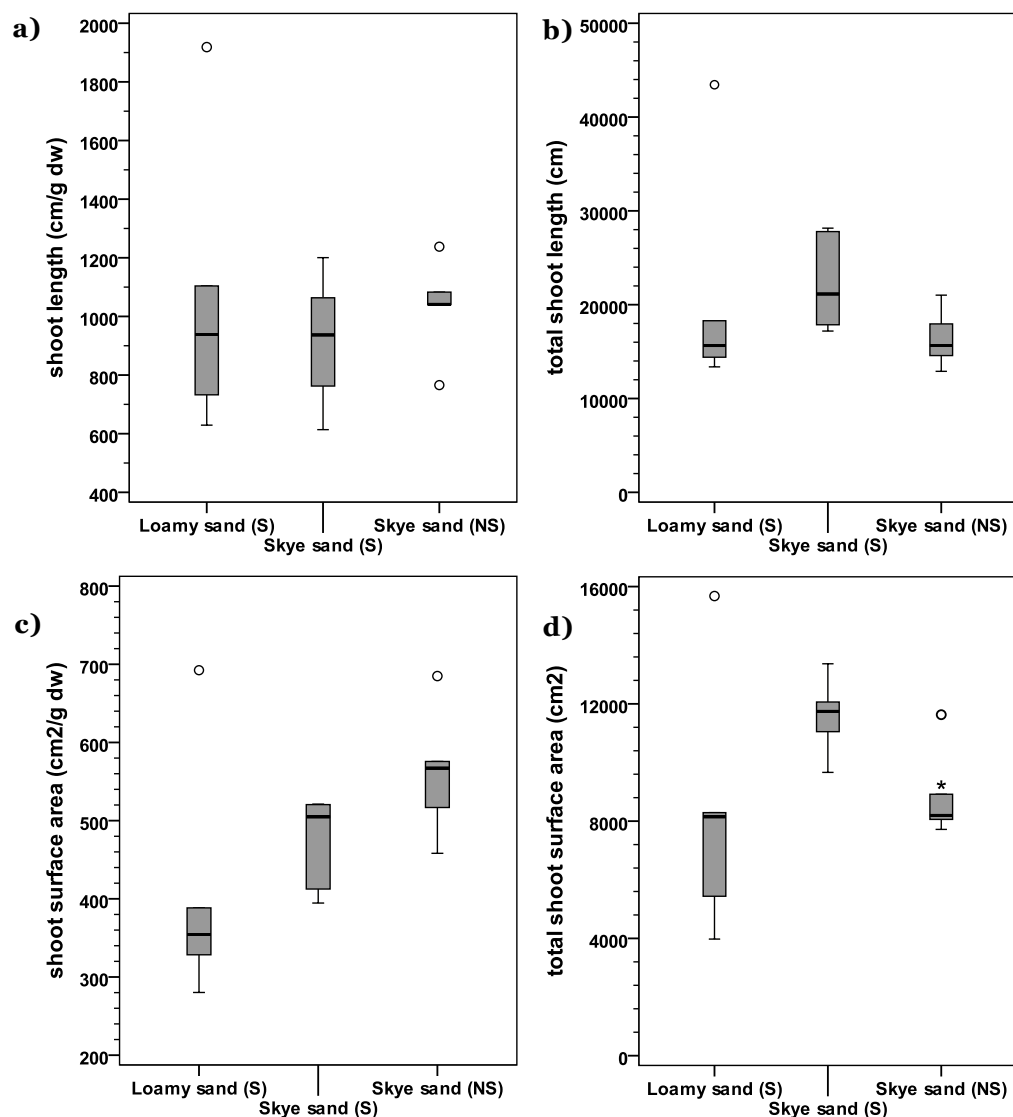 a)
shoot length (cm/g dw)
2000
1800
1600
1400
1200
1000
800
600
400
Loamy sand (S)
Skye sand (S)
Skye sand (NS)
b)
total shoot length (cm)
50000
40000
30000
20000
10000
0
Loamy sand (S)
Skye sand (S)
Skye sand (NS)
c)
shoot surface area (cm2/g dw)
800
700
600
500
400
300
200
Loamy sand (S)
Skye sand (S)
Skye sand (NS)
d)
total shoot surface area (cm2)
16000
12000
8000
4000
0
*
Loamy sand (S)
Skye sand (S)
Skye sand (NS)